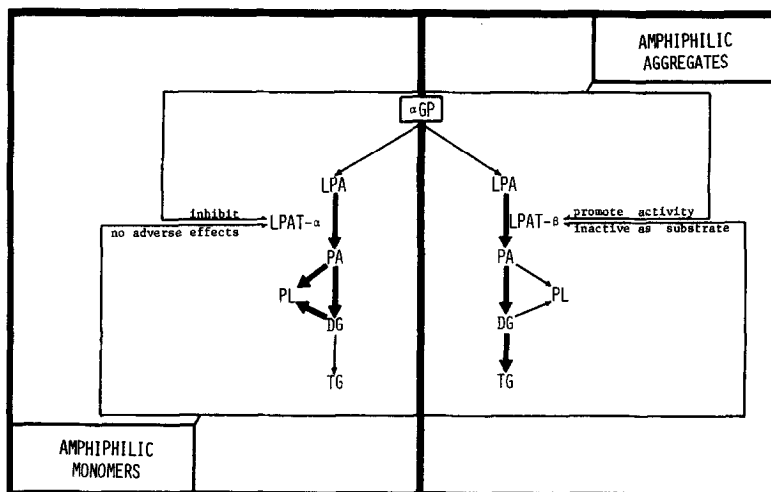 AMPHIPHILIC
AGGREGATES
αGP
LPA
LPA
inhibit
LPAT-α
no adverse effects
promote activity
LPAT-β
inactive as substrate
PA
PA
PL
PL
DG
DG
TG
TG
AMPHIPHILIC
MONOMERS